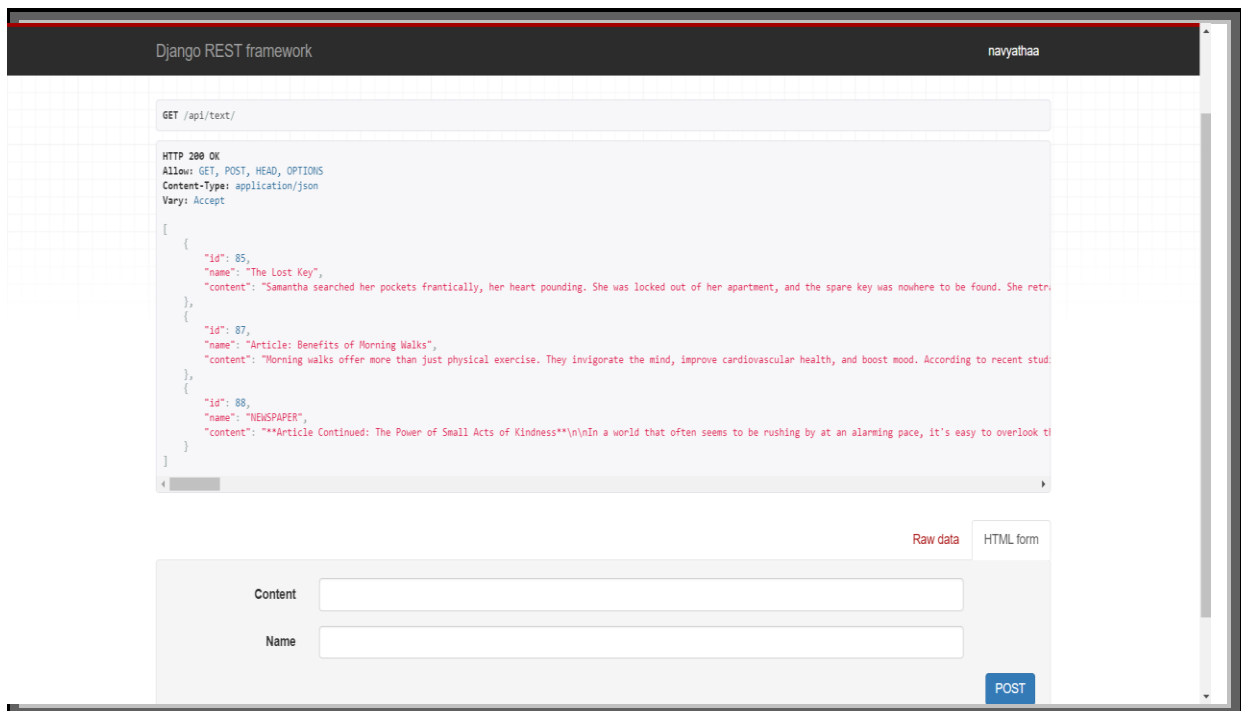 Django REST framework
navyathaa
GET /api/text/
HTTP 200 OK
Allow: GET, POST, HEAD, OPTIONS
Content-Type: application/json
Vary: Accept
[
{
"id": 85,
"name": "The Lost Key",
"content": "Samantha searched her pockets frantically, her heart pounding. She was locked out of her apartment, and the spare key was nowhere to be found. She
},
{
"id": 87,
"name": "Article: Benefits of Morning Walks",
"content": "Morning walks offer more than just physical exercise. They invigorate the mind, improve cardiovascular health, and boost mood. According to recent
},
{
"id": 88,
"name": "NEWSPAPER",
"content": "**Article Continued: The Power of Small Acts of Kindness**\n\nIn a world that often seems to be rushing by at an alarming pace, it's easy to overlook
}
]
Raw data
HTML form
Content
Name
POST